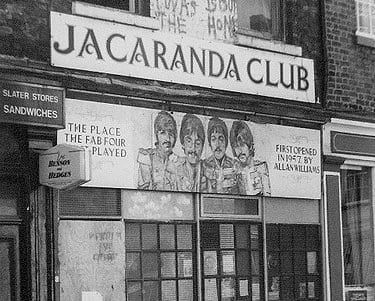 THE
JACARANDA CLUB
SLATER STORES
SANDWICHES
THE PLACE
THE FAB FOUR
PLAYED
FIRST OPENED
IN 1957. BY
ALLAN WILLIAMS
BENSON
HEDGES